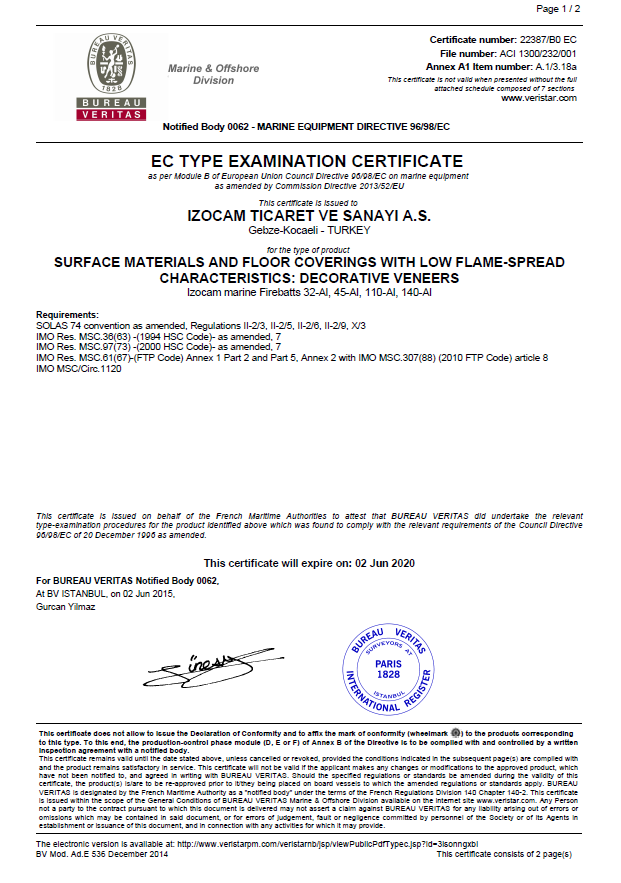 Page 1 / 2
BUREAU VERITAS
1828
BUREAU
VERITAS
Marine & Offshore
Division
Certificate number: 22387/B0 EC
File number: ACI 1300/232/001
Annex A1 Item number: A.1/3.18a
This certificate is not valid when presented without the full
attached schedule composed of 7 sections
www.veristar.com
Notified Body 0062 - MARINE EQUIPMENT DIRECTIVE 96/98/EC
EC TYPE EXAMINATION CERTIFICATE
as per Module B of European Union Council Directive 96/98/EC on marine equipment
as amended by Commission Directive 2013/52/EU
This certificate is issued to
IZOCAM TICARET VE SANAYI A.S.
Gebze-Kocaeli - TURKEY
for the type of product
SURFACE MATERIALS AND FLOOR COVERINGS WITH LOW FLAME-SPREAD
CHARACTERISTICS: DECORATIVE VENEERS
Izocam marine Firebatts 32-Al, 45-Al, 110-Al, 140-Al
Requirements:
SOLAS 74 convention as amended, Regulations II-2/3, II-2/5, II-2/6, II-2/9, X/3
IMO Res. MSC.36(63) -(1994 HSC Code)- as amended, 7
IMO Res. MSC.97(73) -(2000 HSC Code)- as amended, 7
IMO Res. MSC.61(67)-(FTP Code) Annex 1 Part 2 and Part 5, Annex 2 with IMO MSC.307(88) (2010 FTP Code) article 8
IMO MSC/Circ.1120
This certificate is issued on behalf of the French Maritime Authorities to attest that BUREAU VERITAS did undertake the relevant
type-examination procedures for the product identified above which was found to comply with the relevant requirements of the Council Directive
96/98/EC of 20 December 1996 as amended.
This certificate will expire on: 02 Jun 2020
For BUREAU VERITAS Notified Body 0062,
At BV ISTANBUL, on 02 Jun 2015,
Gurcan Yilmaz
BUREAU VERITAS
SURVEYORS AT
PARIS
1828
ISTANBUL
INTERNATIONAL REGISTER
This certificate does not allow to issue the Declaration of Conformity and to affix the mark of conformity (wheelmark ) to the products corresponding
to this type. To this end, the production-control phase module (D, E or F) of Annex B of the Directive is to be complied with and controlled by a written
inspection agreement with a notified body.
This certificate remains valid until the date stated above, unless cancelled or revoked, provided the conditions indicated in the subsequent page(s) are complied with
and the product remains satisfactory in service. This certificate will not be valid if the applicant makes any changes or modifications to the approved product, which
have not been notified to, and agreed in writing with BUREAU VERITAS. Should the specified regulations or standards be amended during the validity of this
certificate, the product(s) is/are to be re-approved prior to it/they being placed on board vessels to which the amended regulations or standards apply. BUREAU
VERITAS is designated by the French Maritime Authority as a "notified body" under the terms of the French Regulations Division 140 Chapter 140-2. This certificate
is issued within the scope of the General Conditions of BUREAU VERITAS Marine & Offshore Division available on the internet site www.veristar.com. Any Person
not a party to the contract pursuant to which this document is delivered may not assert a claim against BUREAU VERITAS for any liability arising out of errors or
omissions which may be contained in said document, or for errors of judgement, fault or negligence committed by personnel of the Society or of its Agents in
establishment or issuance of this document, and in connection with any activities for which it may provide.
The electronic version is available at: http://www.veristarpm.com/veristarnb/jsp/viewPublicPdfTypec.jsp?id=3isonngxbl
BV Mod. Ad.E 536 December 2014
This certificate consists of 2 page(s)